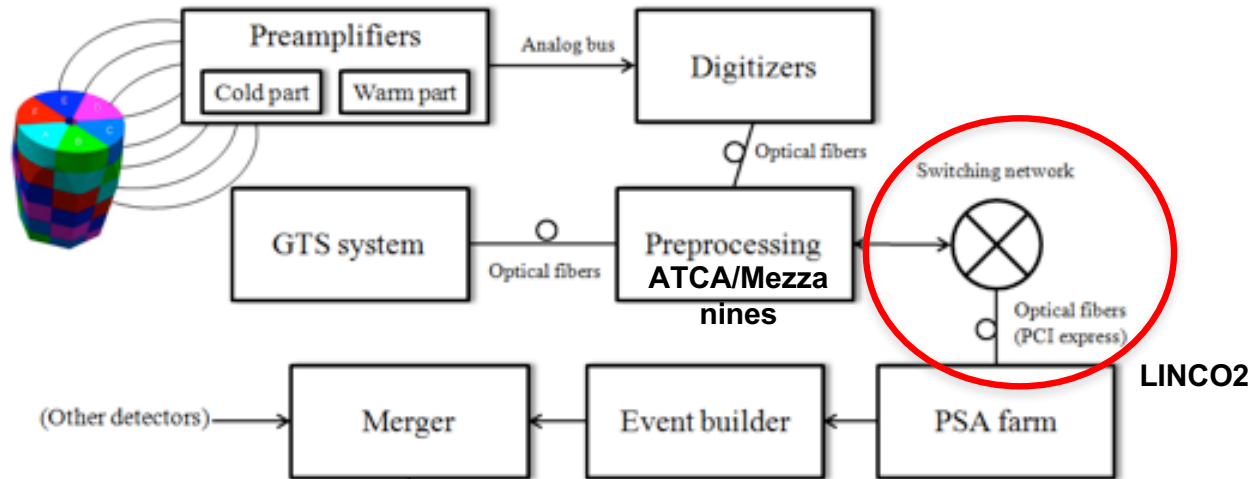 Preamplifiers
Cold part
Warm part
Analog bus
Digitizers
E
F
D
A
B
C
Optical fibers
Switching network
GTS system
Optical fibers
Preprocessing
ATCA/Mezza
nines
Optical fibers
(PCI express)
LINCO2
(Other detectors)
Merger
Event builder
PSA farm